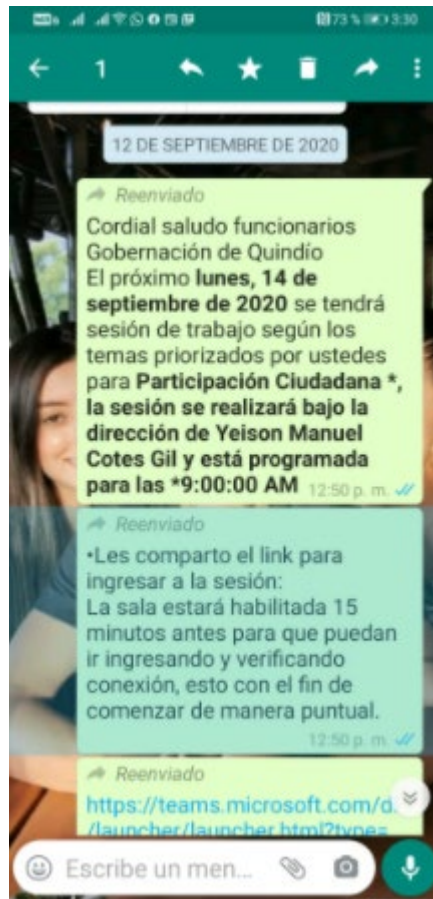 73 % 3:30
1
12 DE SEPTIEMBRE DE 2020
Reenviado
Cordial saludo funcionarios
Gobernación de Quindío
El próximo lunes, 14 de
septiembre de 2020 se tendrá
sesión de trabajo según los
temas priorizados por ustedes
para Participación Ciudadana *,
la sesión se realizará bajo la
dirección de Yeison Manuel
Cotes Gil y está programada
para las *9:00:00 AM 12:50 p. m.
Reenviado
•Les comparto el link para
ingresar a la sesión:
La sala estará habilitada 15
minutos antes para que puedan
ir ingresando y verificando
conexión, esto con el fin de
comenzar de manera puntual.
12:50 p. m.
Reenviado
https://teams.microsoft.com/d
/launcher/launcher.html?type=
Escribe un men...